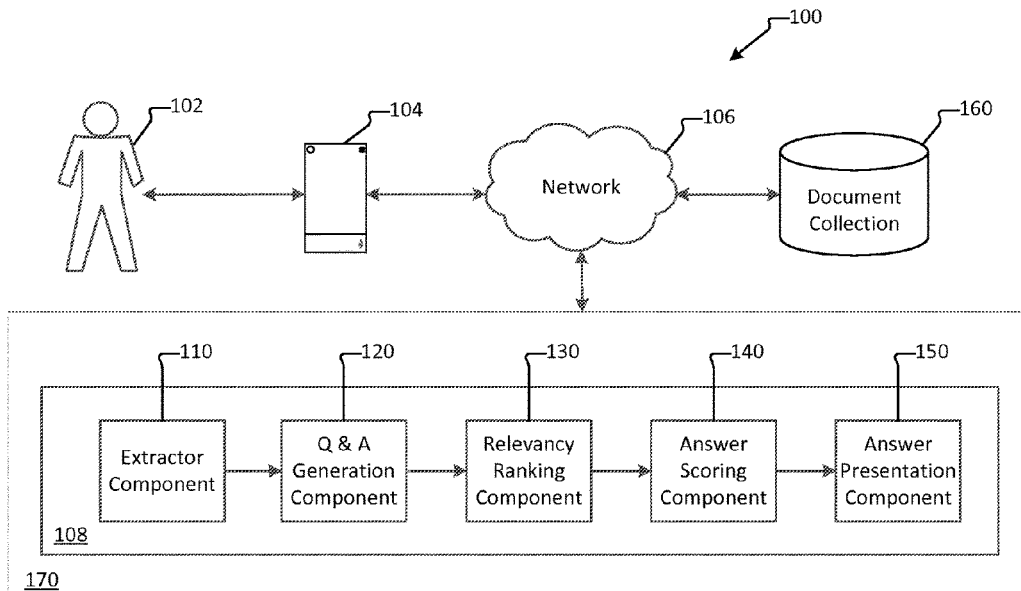 100
102
104
106
160
Network
Document
Collection
110
120
130
140
150
Extractor
Component
Q & A
Generation
Component
Relevancy
Ranking
Component
Answer
Scoring
Component
Answer
Presentation
Component
108
170